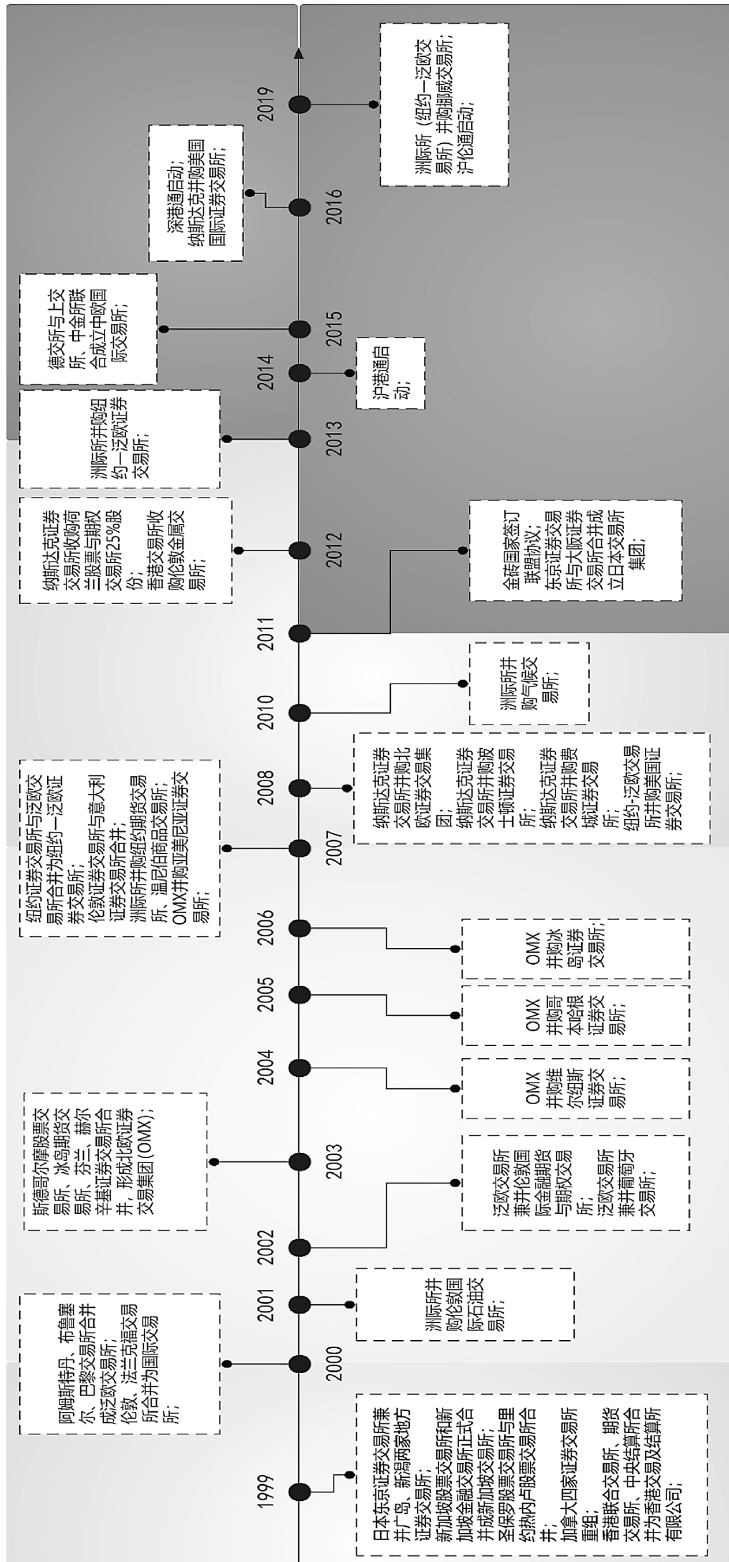 1999
日本东京证券交易所兼
并广岛、新潟两家地方
证券交易所;
新加坡股票交易所和新
加坡金融交易所正式合
并成新加坡交易所;
圣保罗股票交易所与里
约热内卢股票交易所合
并;
加拿大四家证券交易所
重组;
香港联合交易所、期货
交易所、中央结算所合
并为香港交易及结算所
有限公司;
2000
阿姆斯特丹、布鲁塞
尔、巴黎交易所合并
成泛欧交易所;
伦敦、法兰克福交易
所合并为国际交易
所;
2001
洲际所并
购伦敦国
际石油交
易所;
2002
泛欧交易所
兼并伦敦国
际金融期货
与期权交易
所;
泛欧交易所
兼并葡萄牙
交易所;
2003
斯德哥尔摩股票交
易所、冰岛期货交
易所、芬兰、赫尔
辛基证券交易所合
并,形成北欧证券
交易集团(OMX);
2004
OMX
并购维
尔纽斯
证券交
易所;
2005
OMX
并购哥
本哈根
证券交
易所;
2006
OMX
并购冰
岛证券
交易所;
2007
纽约证券交易所与泛欧交
易所合并为纽约—泛欧证
券交易所;
伦敦证券交易所与意大利
证券交易所合并;
洲际所并购纽约期货交易
所、温尼伯商品交易所;
OMX并购亚美尼亚证券交
易所;
2008
纳斯达克证券
交易所并购北
欧证券交易集
团;
纳斯达克证券
交易所并购波
士顿证券交易
所;
纳斯达克证券
交易所并购费
城证券交易
所;
纽约-泛欧交易
所并购美国证
券交易所;
2010
洲际所并
购气候交
易所;
2011
金砖国家签订
联盟协议;
东京证券交易
所与大阪证券
交易所合并成
立日本交易所
集团;
2012
纳斯达克证券
交易所收购荷
兰股票与期权
交易所25%股
份;
香港交易所收
购伦敦金属交
易所;
2013
洲际所并购纽
约—泛欧证券
交易所;
2014
沪港通启
动;
2015
德交所与上交
所、中金所联
合成立中欧国
际交易所;
2016
深港通启动;
纳斯达克并购美国
国际证券交易所;
2019
洲际所（纽约—泛欧交
易所）并购挪威交易所;
沪伦通启动;